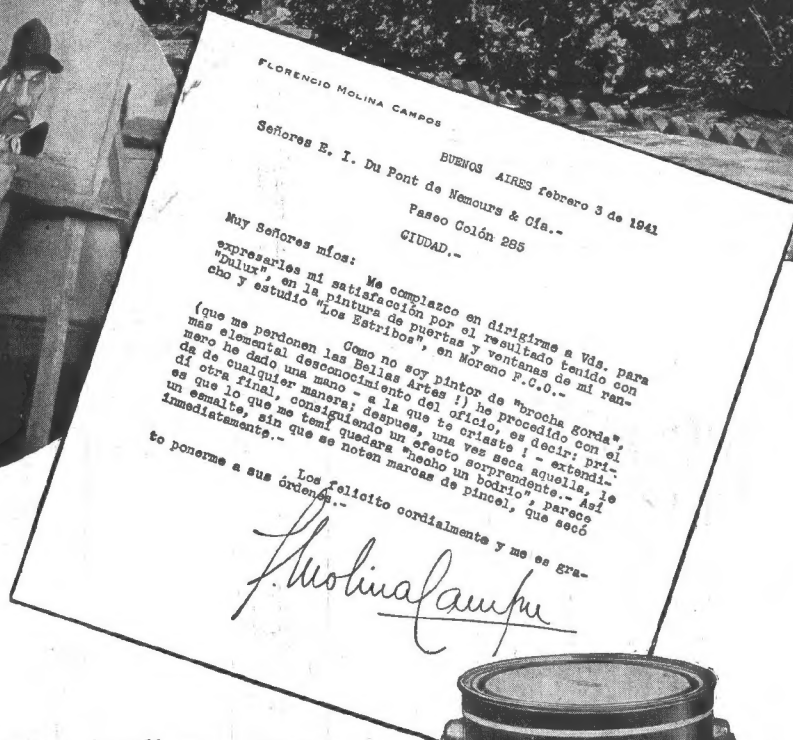 FLORENCIO MOLINA CAMPOS
BUENOS AIRES febrero 3 de 1941
Señores E. I. Du Pont de Nemours & Cía.-
Paseo Colón 285
CIUDAD.-
Muy Señores míos:
Me complazco en dirigirme a Vds. para
expresarles mi satisfacción por el resultado tenido con
"Dulux", en la pintura de puertas y ventanas de mi ran-
cho y estudio "Los Estribos", en Moreno F.C.O.-
Como no soy pintor de "brocha gorda",
(que me perdonen las Bellas Artes !) he procedido con el
más elemental desconocimiento del oficio, es decir: pri-
mero he dado una mano - a la que te criaste ! - extendi-
da de cualquier manera; despues, una vez seca aquella, le
dí otra final, consiguiendo un efecto sorprendente.- Así
es que lo que me temí quedara "hecho un bodrio", parece
un esmalte, sin que se noten marcas de pincel, que secó
inmediatamente.-
Los felicito cordialmente y me es gra-
to ponerme a sus órdenes.-
F. Molina Campos